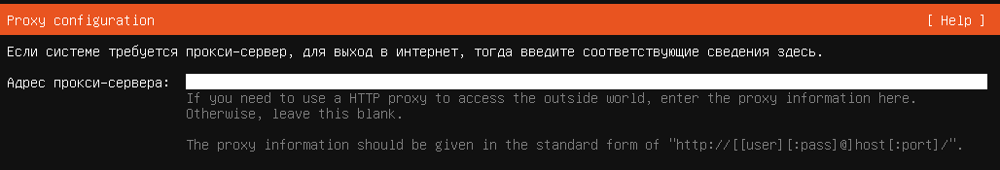 Proxy configuration [ Help ]
Если системе требуется прокси-сервер, для выход в интернет, тогда введите соответствующие сведения здесь.
Адрес прокси-сервера:
If you need to use a HTTP proxy to access the outside world, enter the proxy information here.
Otherwise, leave this blank.
The proxy information should be given in the standard form of "http://[[user][:pass]@]host[:port]/".